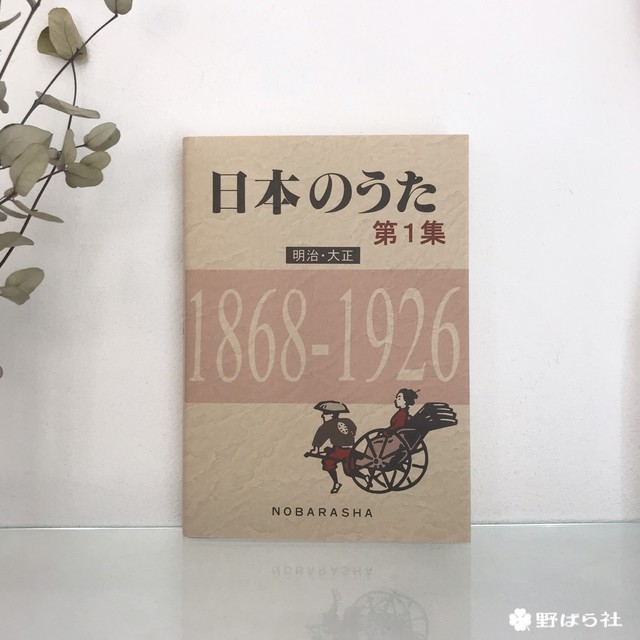 日本のうた
第1集
明治・大正
1868-1926
NOBARASHA
野ばら社